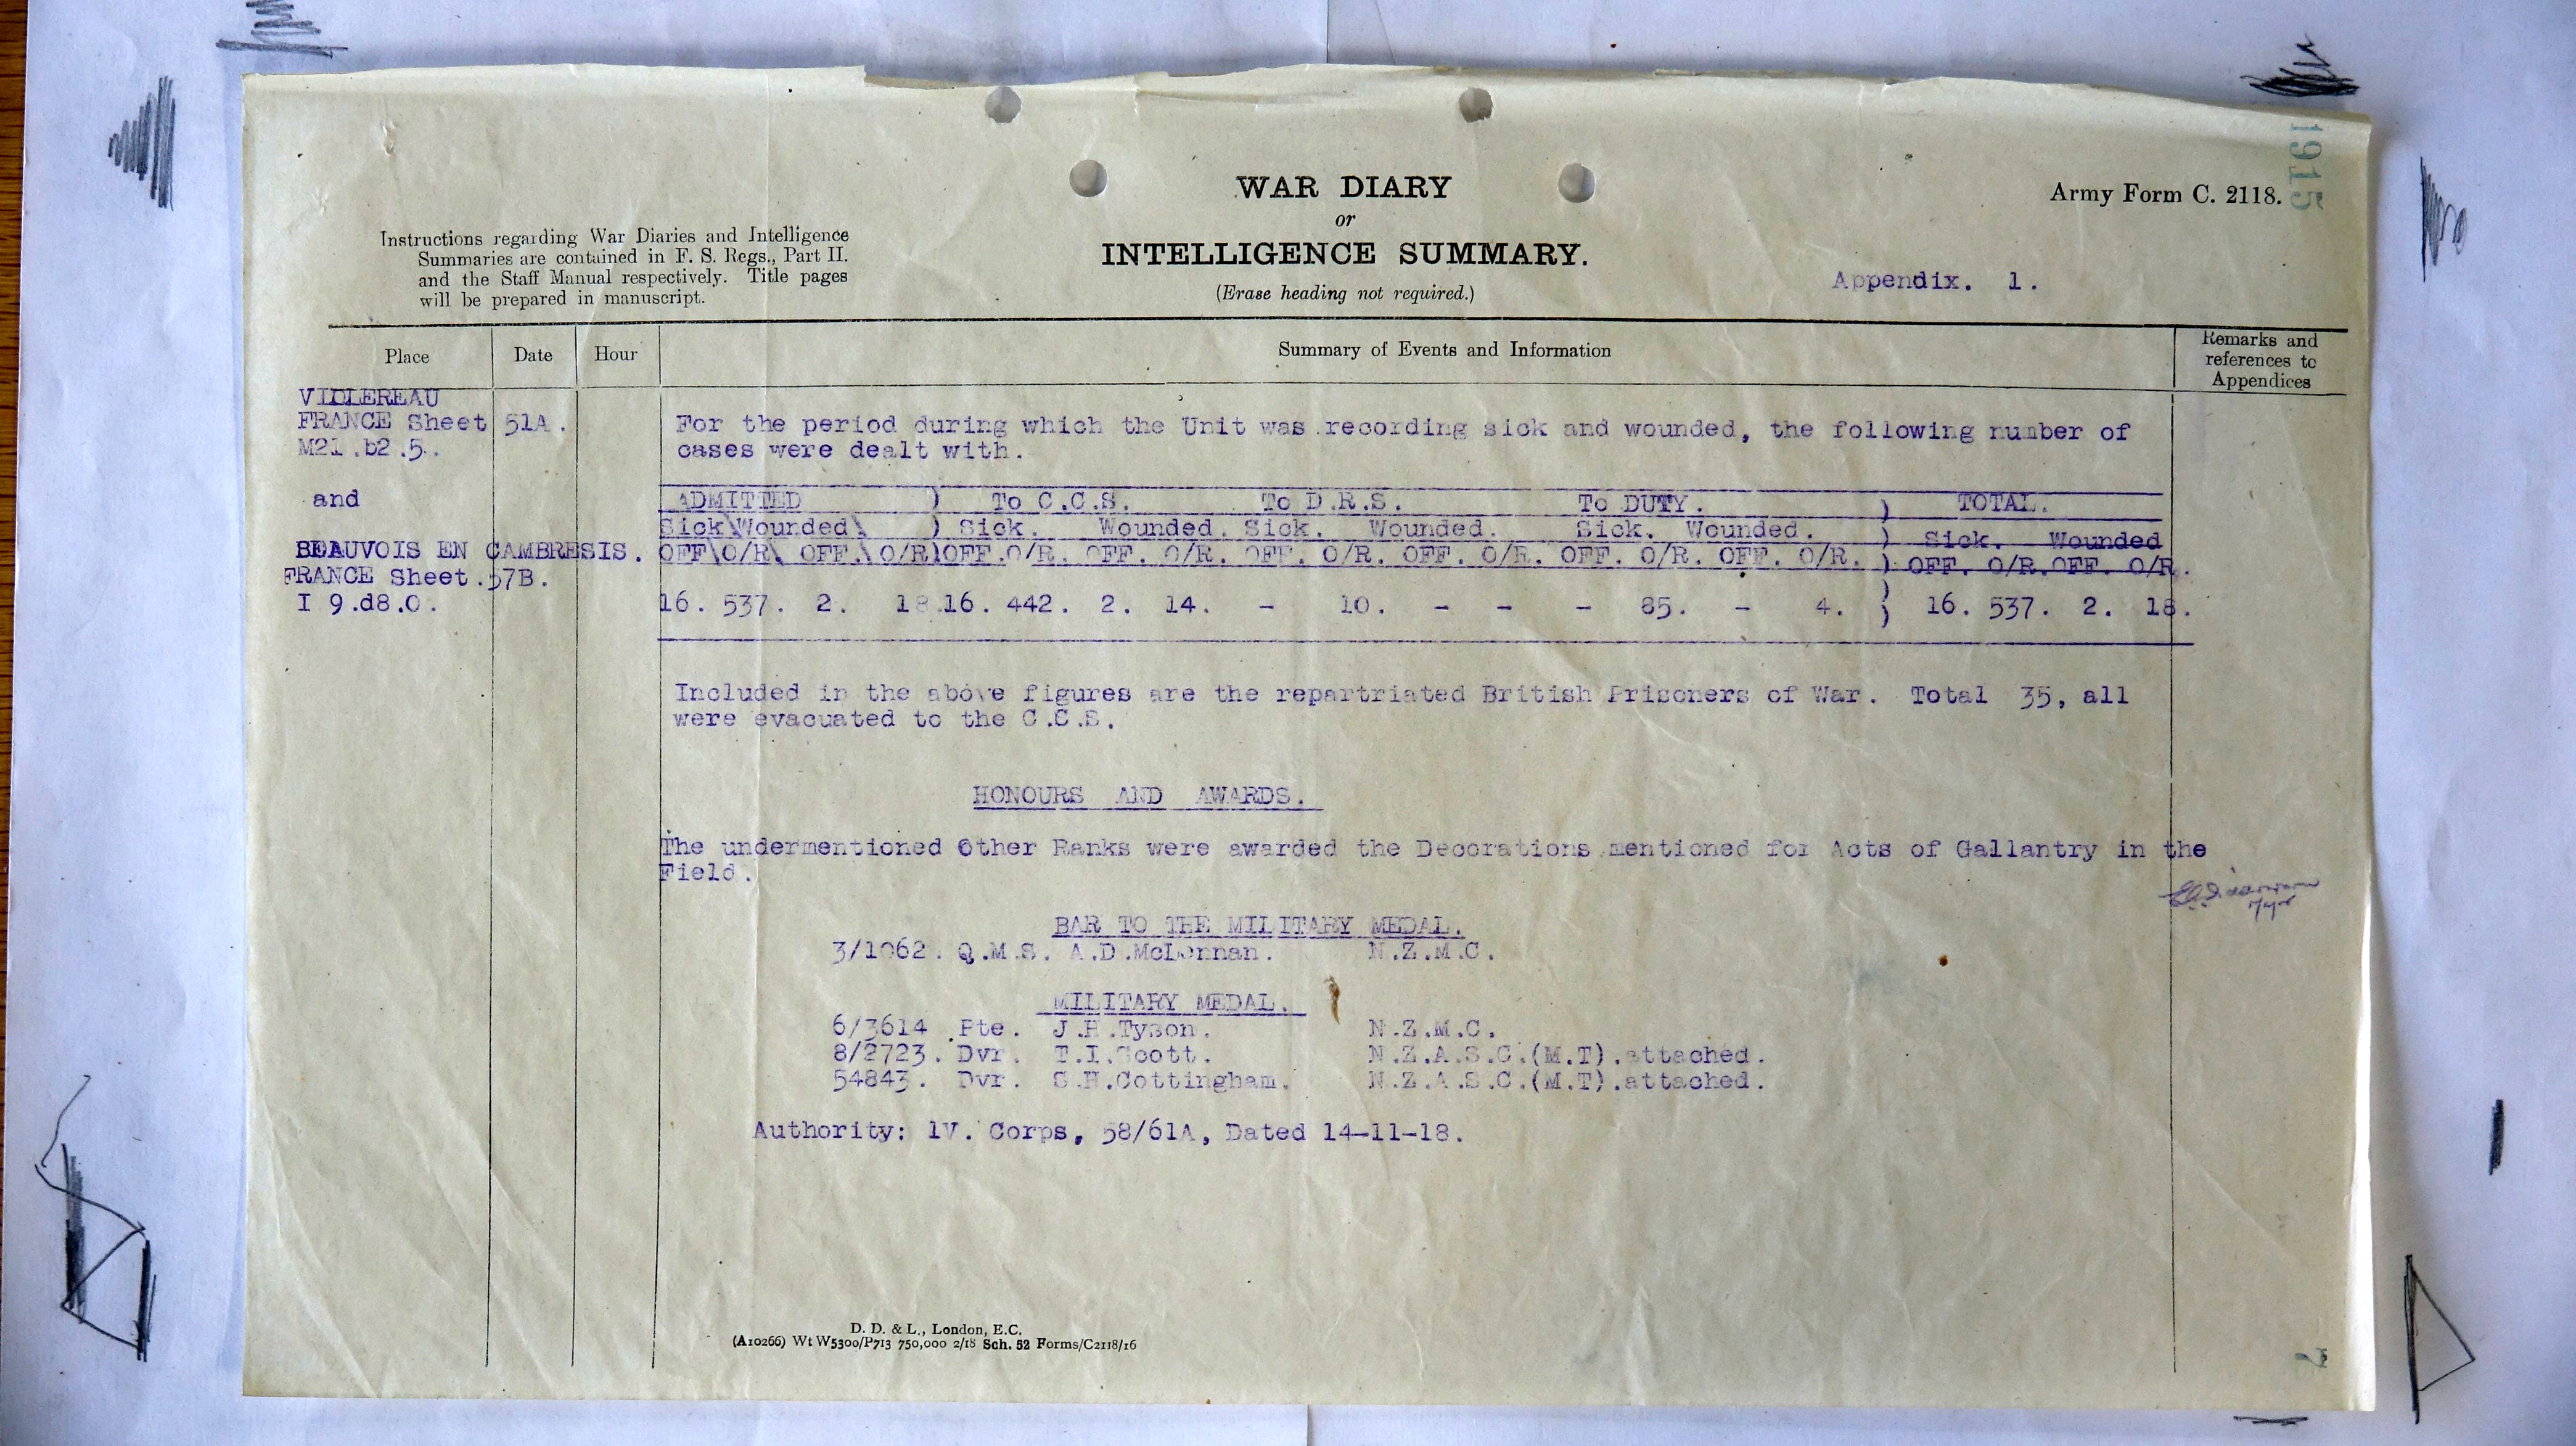 1915
WAR DIARY
or
INTELLIGENCE SUMMARY.
(Erase heading not required.)
Army Form C. 2118.
Instructions regarding War Diaries and Intelligence
Summaries are contained in F. S. Regs., Part II.
and the Staff Manual respectively. Title pages
will be prepared in manuscript.
Appendix. 1.
Place Date Hour Summary of Events and Information Remarks and
references to
Appendices
FRANCE Sheet 51A.
M21.b2.5.
and
BEAUVOIS EN CAMBRESIS.
FRANCE Sheet.57B.
I 9.d8.0.
For the period during which the Unit was recording sick and wounded, the following number of
cases were dealt with.
ADMITTED ) To C.C.S. To D.R.S. To DUTY. ) TOTAL.
Sick\Wounded\ ) Sick. Wounded. Sick. Wounded. Sick. Wounded. ) Sick. Wounded
OFF\O/R\ OFF.\ O/R)OFF.O/R. OFF. O/R. OFF. O/R. OFF. O/R. OFF. O/R. OFF. O/R. ) OFF. O/R.OFF. O/R.
16. 537. 2. 18 16. 442. 2. 14. - 10. - - - 85. - 4. ) 16. 537. 2. 18.
Included in the above figures are the repartriated British Prisoners of War. Total 35, all
were evacuated to the C.C.S.
HONOURS AND AWARDS.
The undermentioned Other Ranks were awarded the Decorations mentioned for Acts of Gallantry in the
Field.
BAR TO THE MILITARY MEDAL.
3/1062. Q.M.S. A.D.McLennan. N.Z.M.C.
MILITARY MEDAL.
6/3614 Pte. J.H.Tyson. N.Z.M.C.
8/2723. Dvr. T.I.Scott. N.Z.A.S.C.(M.T).attached.
54843. Dvr. S.H.Cottingham. N.Z.A.S.C.(M.T).attached.
Authority: 1V. Corps, 58/61A, Dated 14-11-18.
D. D. & L., London, E.C.
(A10266) Wt W5300/P713 750,000 2/18 Sch. 52 Forms/C2118/16
7